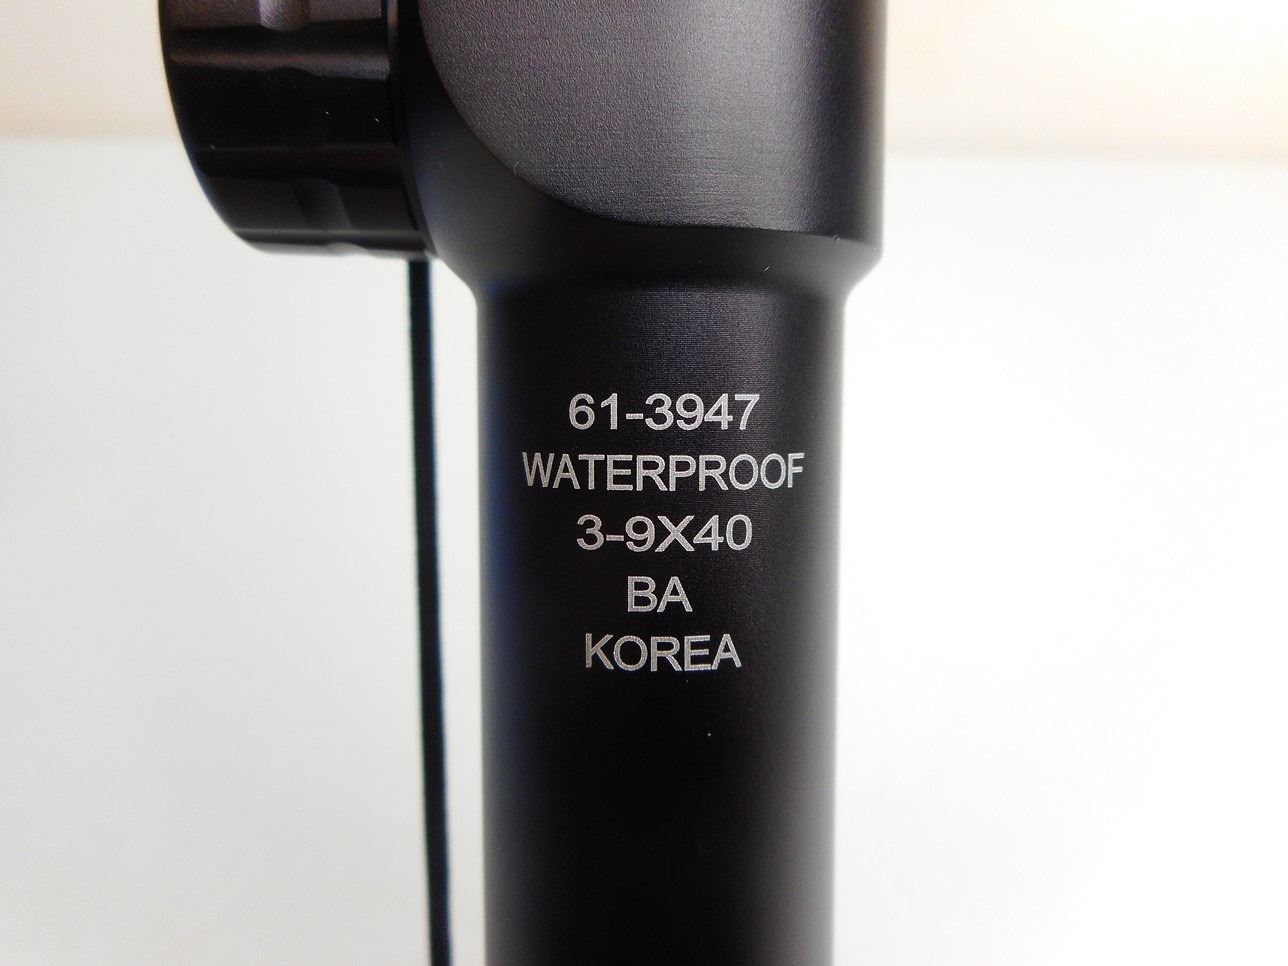 61-3947
WATERPROOF
3-9X40
BA
KOREA